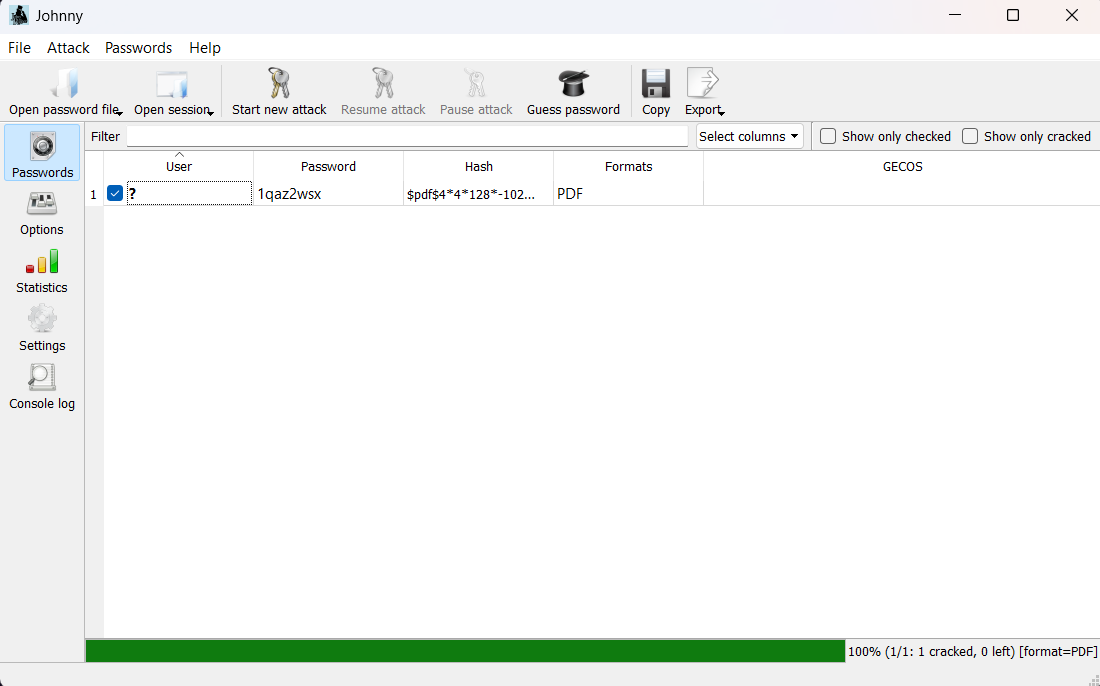 Johnny
File Attack Passwords Help
Open password file Open session Start new attack Resume attack Pause attack Guess password Copy Export
Passwords
Options
Statistics
Settings
Console log
Filter Select columns Show only checked Show only cracked
User Password Hash Formats GECOS
1 ? 1qaz2wsx $pdf$4*4*128*-102... PDF
100% (1/1: 1 cracked, 0 left) [format=PDF]